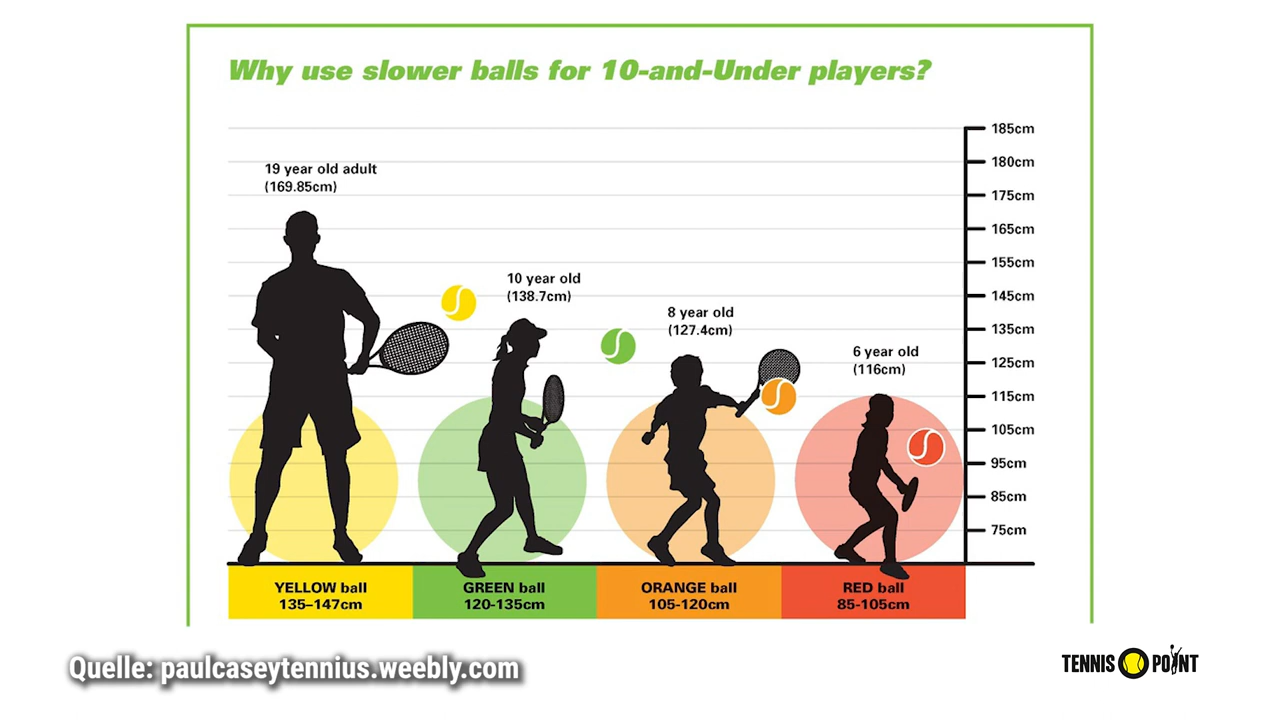 Why use slower balls for 10-and-Under players?
185cm
180cm
175cm
165cm
155cm
145cm
135cm
125cm
115cm
105cm
95cm
85cm
75cm
19 year old adult
(169.85cm)
10 year old
(138.7cm)
8 year old
(127.4cm)
6 year old
(116cm)
YELLOW ball
135–147cm
GREEN ball
120-135cm
ORANGE ball
105-120cm
RED ball
85-105cm
Quelle: paulcaseytennius.weebly.com
TENNIS POINT